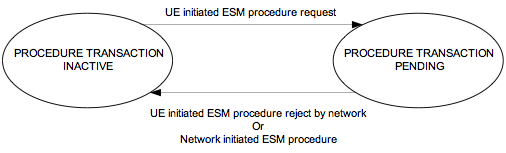 UE initiated ESM procedure request
PROCEDURE TRANSACTION
INACTIVE
PROCEDURE TRANSACTION
PENDING
UE initiated ESM procedure reject by network
Or
Network initiated ESM procedure